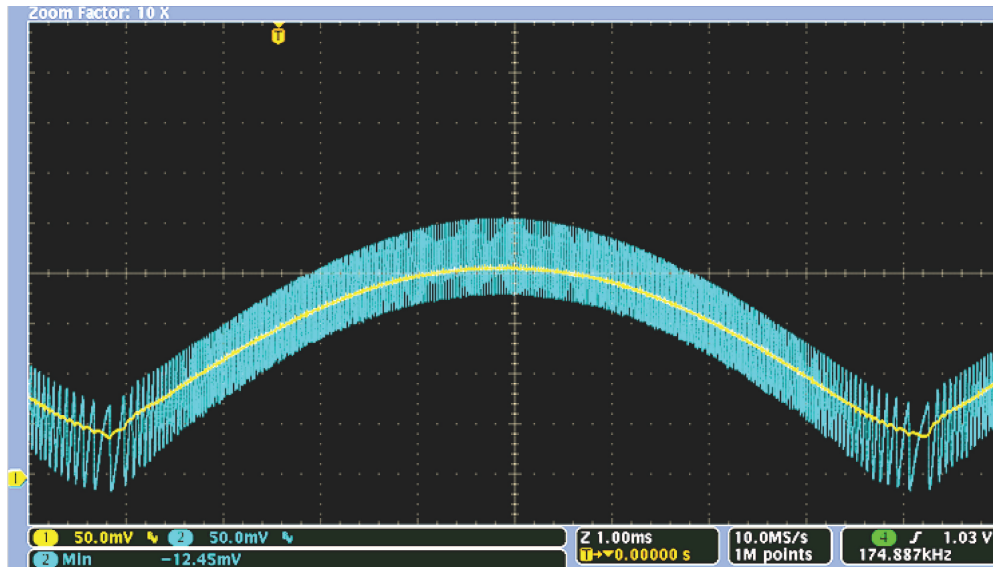 Zoom Factor: 10 X
T
1
1 50.0mV 2 50.0mV
Z 1.00ms
T→▼0.00000 s
10.0MS/s
1M points
4 1.03 V
174.887kHz
2 Min −12.45mV